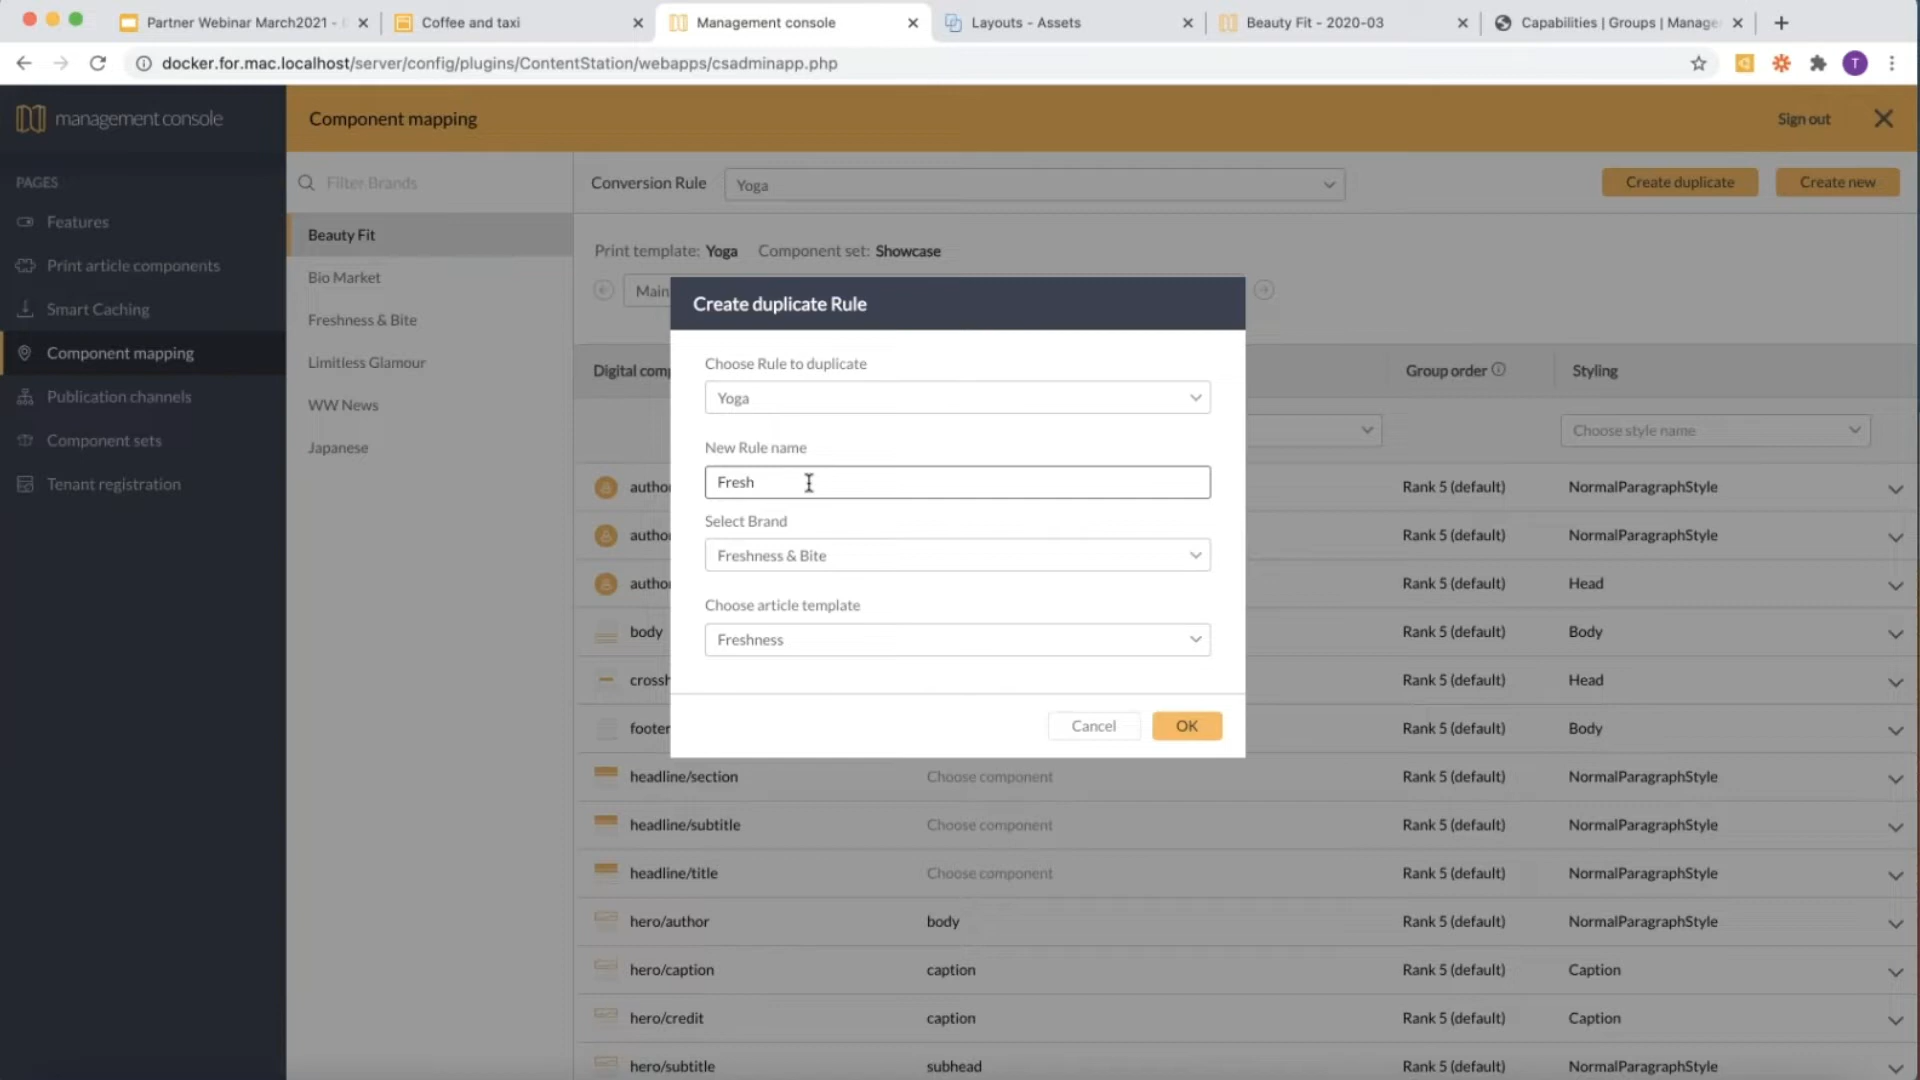 Partner Webinar March2021 -
Coffee and taxi
Management console
Layouts - Assets
Beauty Fit - 2020-03
Capabilities | Groups | Manage
docker.for.mac.localhost/server/config/plugins/ContentStation/webapps/csadminapp.php
T
management console
Component mapping
Sign out
PAGES
Features
Print article components
Smart Caching
Component mapping
Publication channels
Component sets
Tenant registration
Filter Brands
Beauty Fit
Bio Market
Freshness & Bite
Limitless Glamour
WW News
Japanese
Conversion Rule
Yoga
Create duplicate
Create new
Print template: Yoga Component set: Showcase
Main
Digital comp
Group order
Styling
Choose style name
Create duplicate Rule
Choose Rule to duplicate
Yoga
New Rule name
Fresh
Select Brand
Freshness & Bite
Choose article template
Freshness
Cancel
OK
autho Rank 5 (default) NormalParagraphStyle
autho Rank 5 (default) NormalParagraphStyle
autho Rank 5 (default) Head
body Rank 5 (default) Body
crossh Rank 5 (default) Head
footer Rank 5 (default) Body
headline/section Choose component Rank 5 (default) NormalParagraphStyle
headline/subtitle Choose component Rank 5 (default) NormalParagraphStyle
headline/title Choose component Rank 5 (default) NormalParagraphStyle
hero/author body Rank 5 (default) NormalParagraphStyle
hero/caption caption Rank 5 (default) Caption
hero/credit caption Rank 5 (default) Caption
hero/subtitle subhead Rank 5 (default) NormalParagraphStyle